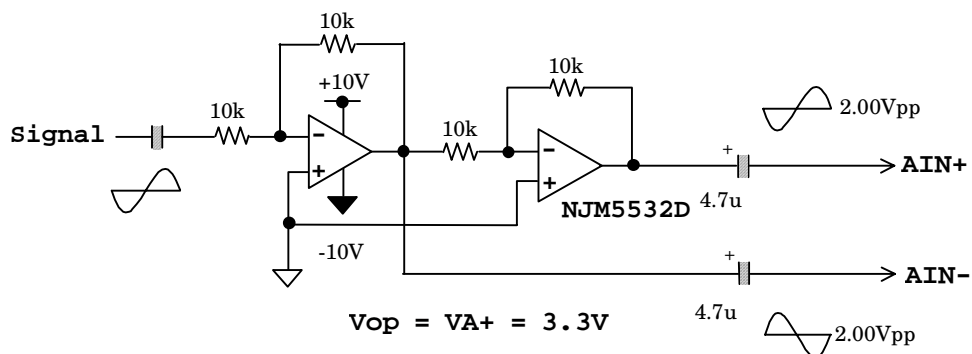 10k
+10V
10k
10k
10k
2.00Vpp
Signal
−
+
−
+
+
AIN+
4.7u
NJM5532D
-10V
+
AIN-
4.7u
Vop = VA+ = 3.3V
2.00Vpp